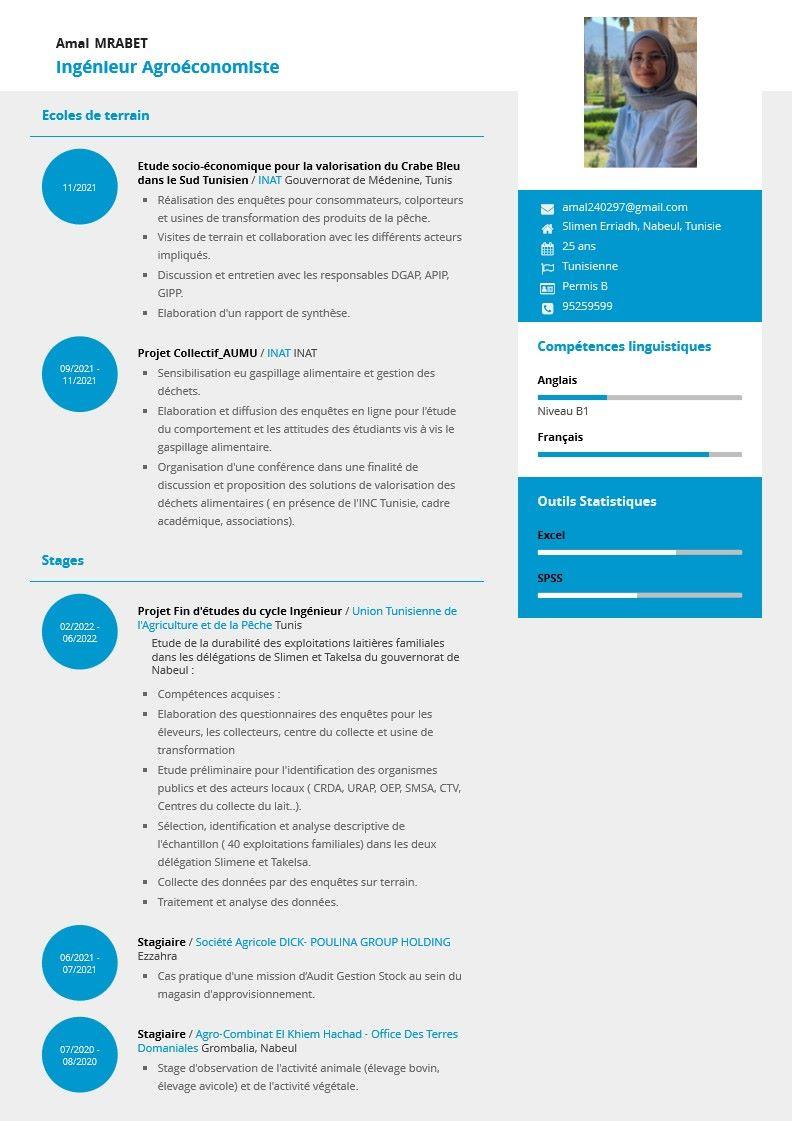 Amal MRABET
Ingénieur Agroéconomiste
Ecoles de terrain
11/2021
Etude socio-économique pour la valorisation du Crabe Bleu
dans le Sud Tunisien / INAT Gouvernorat de Médenine, Tunis
Réalisation des enquêtes pour consommateurs, colporteurs
et usines de transformation des produits de la pêche.
Visites de terrain et collaboration avec les différents acteurs
impliqués.
Discussion et entretien avec les responsables DGAP, APIP,
GIPP.
Elaboration d'un rapport de synthèse.
09/2021 -
11/2021
Projet Collectif_AUMU / INAT INAT
Sensibilisation eu gaspillage alimentaire et gestion des
déchets.
Elaboration et diffusion des enquêtes en ligne pour l'étude
du comportement et les attitudes des étudiants vis à vis le
gaspillage alimentaire.
Organisation d'une conférence dans une finalité de
discussion et proposition des solutions de valorisation des
déchets alimentaires ( en présence de l'INC Tunisie, cadre
académique, associations).
Stages
02/2022 -
06/2022
Projet Fin d'études du cycle Ingénieur / Union Tunisienne de
l'Agriculture et de la Pêche Tunis
Etude de la durabilité des exploitations laitières familiales
dans les délégations de Slimen et Takelsa du gouvernorat de
Nabeul :
Compétences acquises :
Elaboration des questionnaires des enquêtes pour les
éleveurs, les collecteurs, centre du collecte et usine de
transformation
Etude préliminaire pour l'identification des organismes
publics et des acteurs locaux ( CRDA, URAP, OEP, SMSA, CTV,
Centres du collecte du lait..).
Sélection, identification et analyse descriptive de
l'échantillon ( 40 exploitations familiales) dans les deux
délégation Slimene et Takelsa.
Collecte des données par des enquêtes sur terrain.
Traitement et analyse des données.
06/2021 -
07/2021
Stagiaire / Société Agricole DICK- POULINA GROUP HOLDING
Ezzahra
Cas pratique d'une mission d'Audit Gestion Stock au sein du
magasin d'approvisionnement.
07/2020 -
08/2020
Stagiaire / Agro-Combinat El Khiem Hachad - Office Des Terres
Domaniales Grombalia, Nabeul
Stage d'observation de l'activité animale (élevage bovin,
élevage avicole) et de l'activité végétale.
amal240297@gmail.com
Slimen Erriadh, Nabeul, Tunisie
25 ans
Tunisienne
Permis B
95259599
Compétences linguistiques
Anglais
Niveau B1
Français
Outils Statistiques
Excel
SPSS